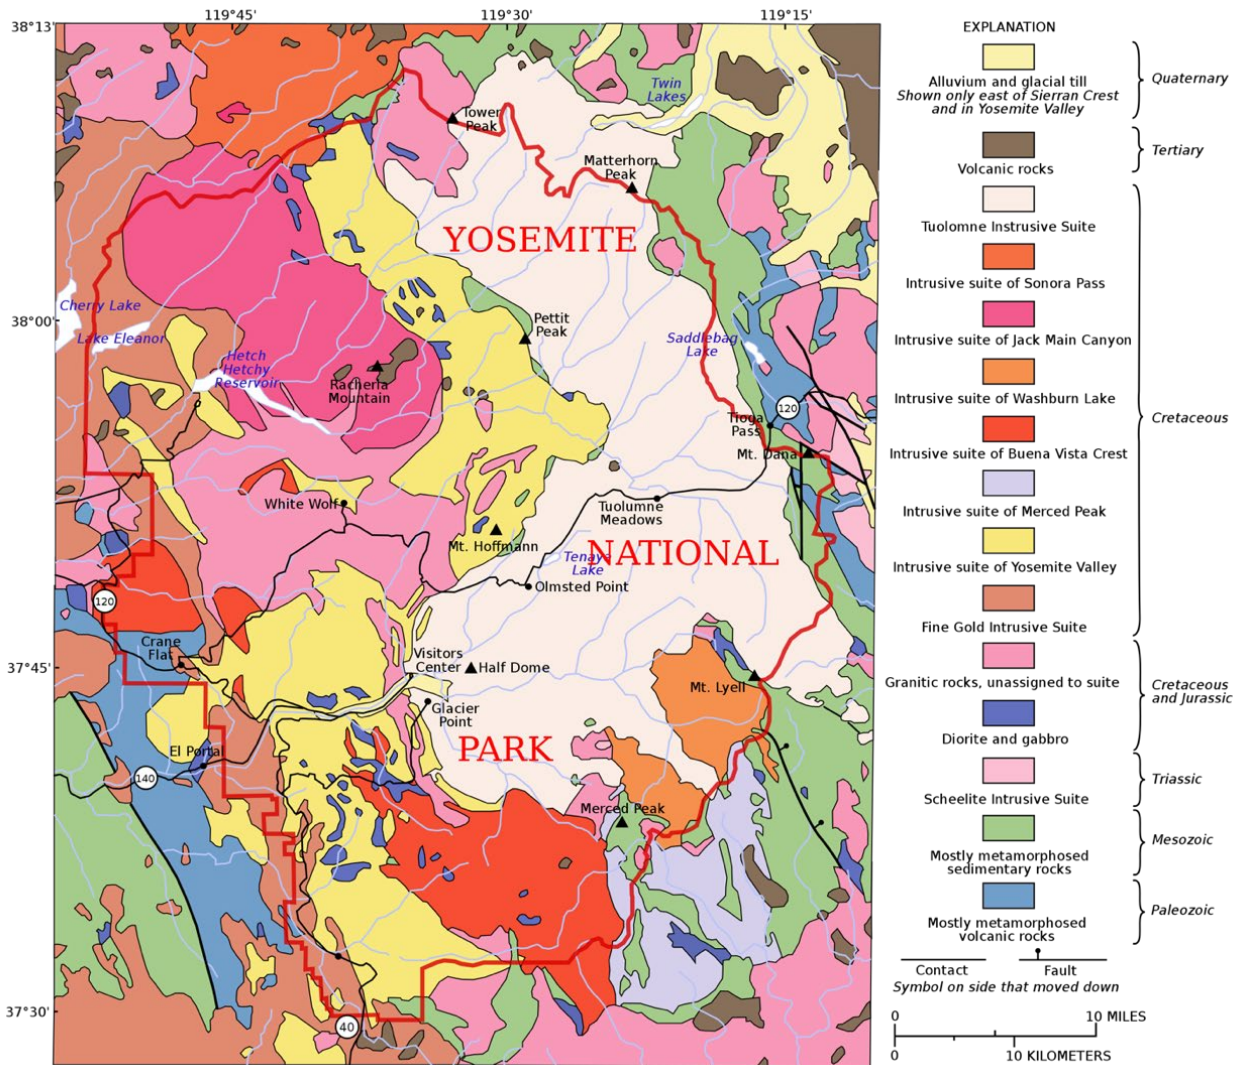 119°45'
119°30'
119°15'
38°13'
38°00'
37°45'
37°30'
Twin
Lakes
Tower
Peak
Matterhorn
Peak
YOSEMITE
Cherry Lake
Lake Eleanor
Pettit
Peak
Hetch
Hetchy
Reservoir
Saddlebag
Lake
Racheria
Mountain
120
Tioga
Pass
Mt. Dana
White Wolf
Tuolumne
Meadows
Mt. Hoffmann
NATIONAL
Tenaya
Lake
Olmsted Point
120
Crane
Flat
Visitors
Center
Half Dome
Mt. Lyell
Glacier
Point
PARK
El Portal
140
Merced Peak
40
EXPLANATION
Alluvium and glacial till
Shown only east of Sierran Crest
and in Yosemite Valley
Quaternary
Volcanic rocks
Tertiary
Tuolomne Instrusive Suite
Intrusive suite of Sonora Pass
Intrusive suite of Jack Main Canyon
Intrusive suite of Washburn Lake
Intrusive suite of Buena Vista Crest
Intrusive suite of Merced Peak
Intrusive suite of Yosemite Valley
Fine Gold Intrusive Suite
Cretaceous
Granitic rocks, unassigned to suite
Diorite and gabbro
Cretaceous
and Jurassic
Scheelite Intrusive Suite
Triassic
Mostly metamorphosed
sedimentary rocks
Mesozoic
Mostly metamorphosed
volcanic rocks
Paleozoic
Contact
Fault
Symbol on side that moved down
0
10 MILES
0
10 KILOMETERS